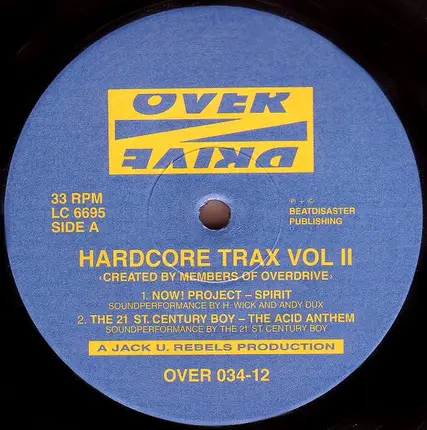 OVER
DRIVE
33 RPM
LC 6695
SIDE A
℗ + ©
BEATDISASTER
PUBLISHING
HARDCORE TRAX VOL II
‹CREATED BY MEMBERS OF OVERDRIVE›
1. NOW! PROJECT – SPIRIT
SOUNDPERFORMANCE BY H. WICK AND ANDY DUX
2. THE 21 ST. CENTURY BOY – THE ACID ANTHEM
SOUNDPERFORMANCE BY THE 21 ST. CENTURY BOY
A JACK U. REBELS PRODUCTION
OVER 034-12